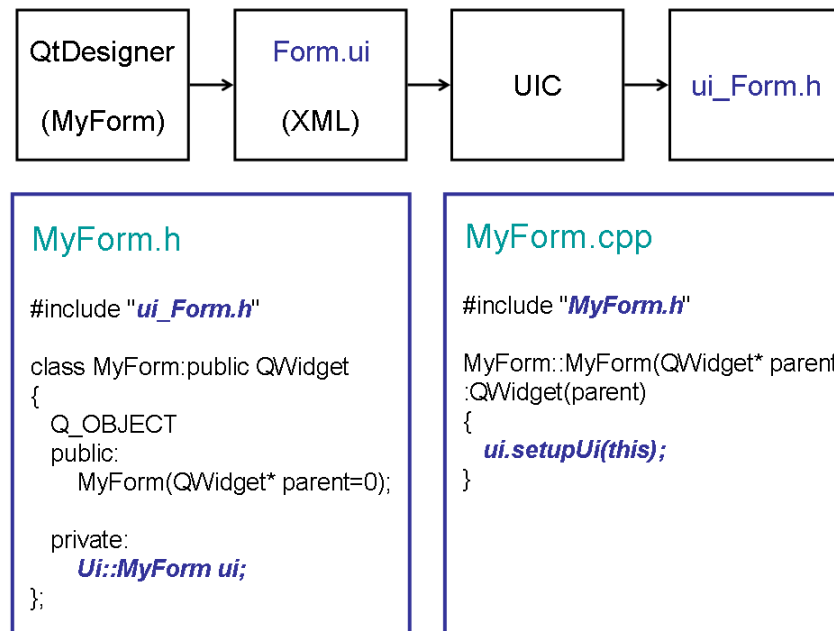 QtDesigner
(MyForm)
Form.ui
(XML)
UIC
ui_Form.h
MyForm.h
#include "ui_Form.h"
class MyForm:public QWidget
{
Q_OBJECT
public:
MyForm(QWidget* parent=0);
private:
Ui::MyForm ui;
};
MyForm.cpp
#include "MyForm.h"
MyForm::MyForm(QWidget* parent
:QWidget(parent)
{
ui.setupUi(this);
}